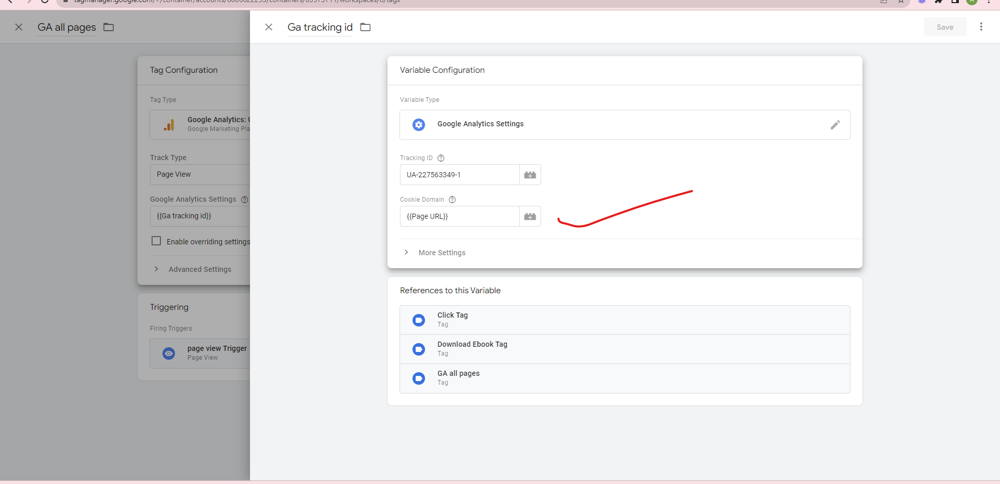 GA all pages
Tag Configuration
Tag Type
Google Analytics:
Google Marketing Pla
Track Type
Page View
Google Analytics Settings
{{Ga tracking id}}
Enable overriding settings
Advanced Settings
Triggering
Firing Triggers
page view Trigger
Page View
Ga tracking id
Save
Variable Configuration
Variable Type
Google Analytics Settings
Tracking ID
UA-227563349-1
Cookie Domain
{{Page URL}}
More Settings
References to this Variable
Click Tag
Tag
Download Ebook Tag
Tag
GA all pages
Tag